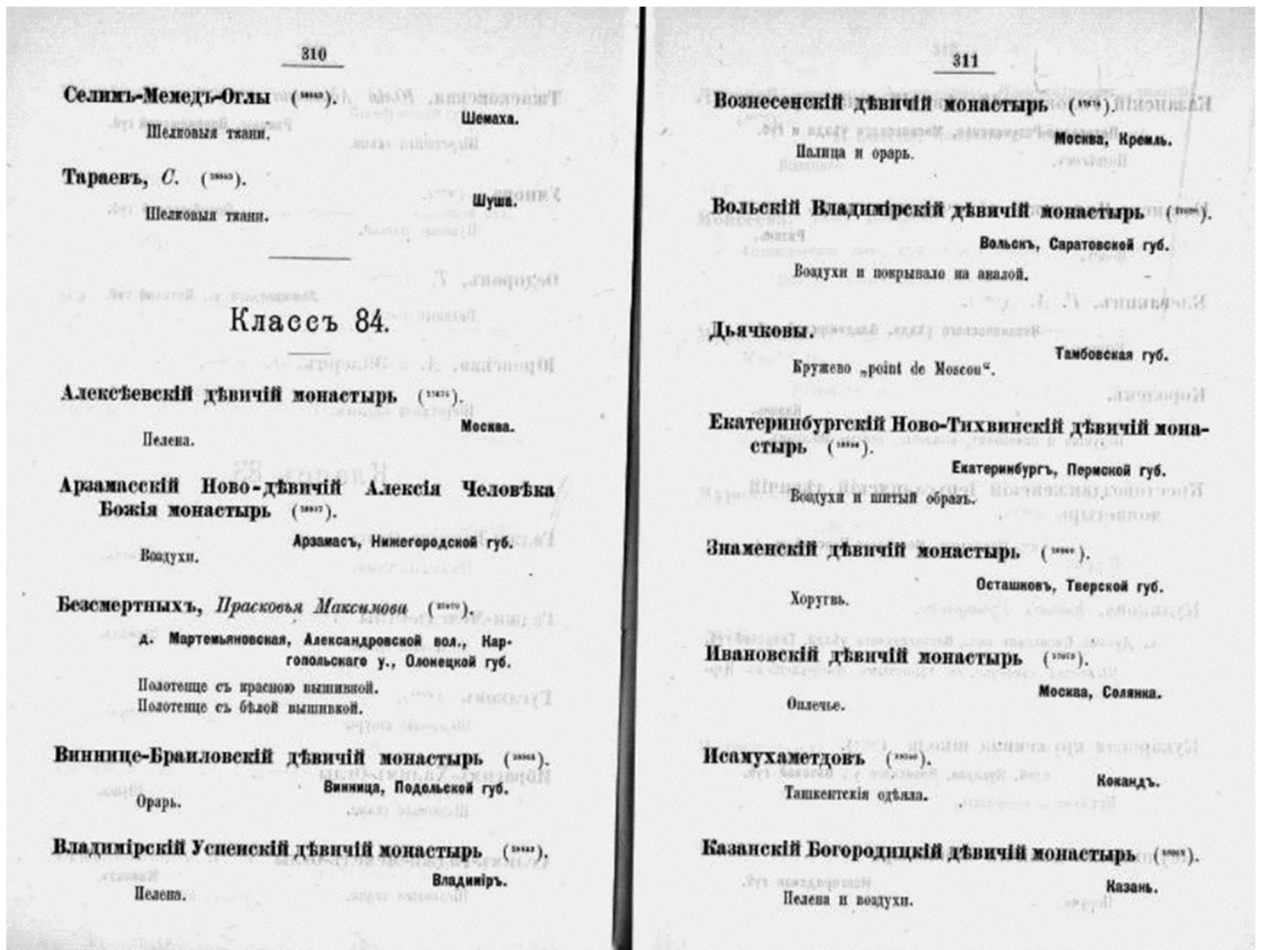 310
Селимъ-Мемедъ-Оглы
Шемаха.
Шелковыя ткани.
Тараевъ, С.
Шуша.
Шелковыя ткани.
Классъ 84.
Алексѣевскій дѣвичій монастырь
Москва.
Пелена.
Арзамасскій Ново-дѣвичій Алексія Человѣка
Божія монастырь
Арзамасъ, Нижегородской губ.
Воздухи.
Безсмертныхъ, Прасковья Максимова
д. Мартемьяновская, Александровской вол., Кар-
гопольскаго у., Олонецкой губ.
Полотенце съ красною вышивкой.
Полотенце съ бѣлой вышивкой.
Виннице-Браиловскій дѣвичій монастырь
Винница, Подольской губ.
Орарь.
Владимірскій Успенскій дѣвичій монастырь
Владиміръ.
Пелена.
311
Вознесенскій дѣвичій монастырь
Москва, Кремль.
Палица и орарь.
Вольскій Владимірскій дѣвичій монастырь
Вольскъ, Саратовской губ.
Воздухи и покрывало на аналой.
Дьячковы.
Тамбовская губ.
Кружево „point de Moscou“.
Екатеринбургскій Ново-Тихвинскій дѣвичій мона-
стырь
Екатеринбургъ, Пермской губ.
Воздухи и шитый образъ.
Знаменскій дѣвичій монастырь
Осташковъ, Тверской губ.
Хоругвь.
Ивановскій дѣвичій монастырь
Москва, Солянка.
Оплечье.
Исамухаметдовъ
Кокандъ.
Ташкентскія одѣяла.
Казанскій Богородицкій дѣвичій монастырь
Казань.
Пелена и воздухи.